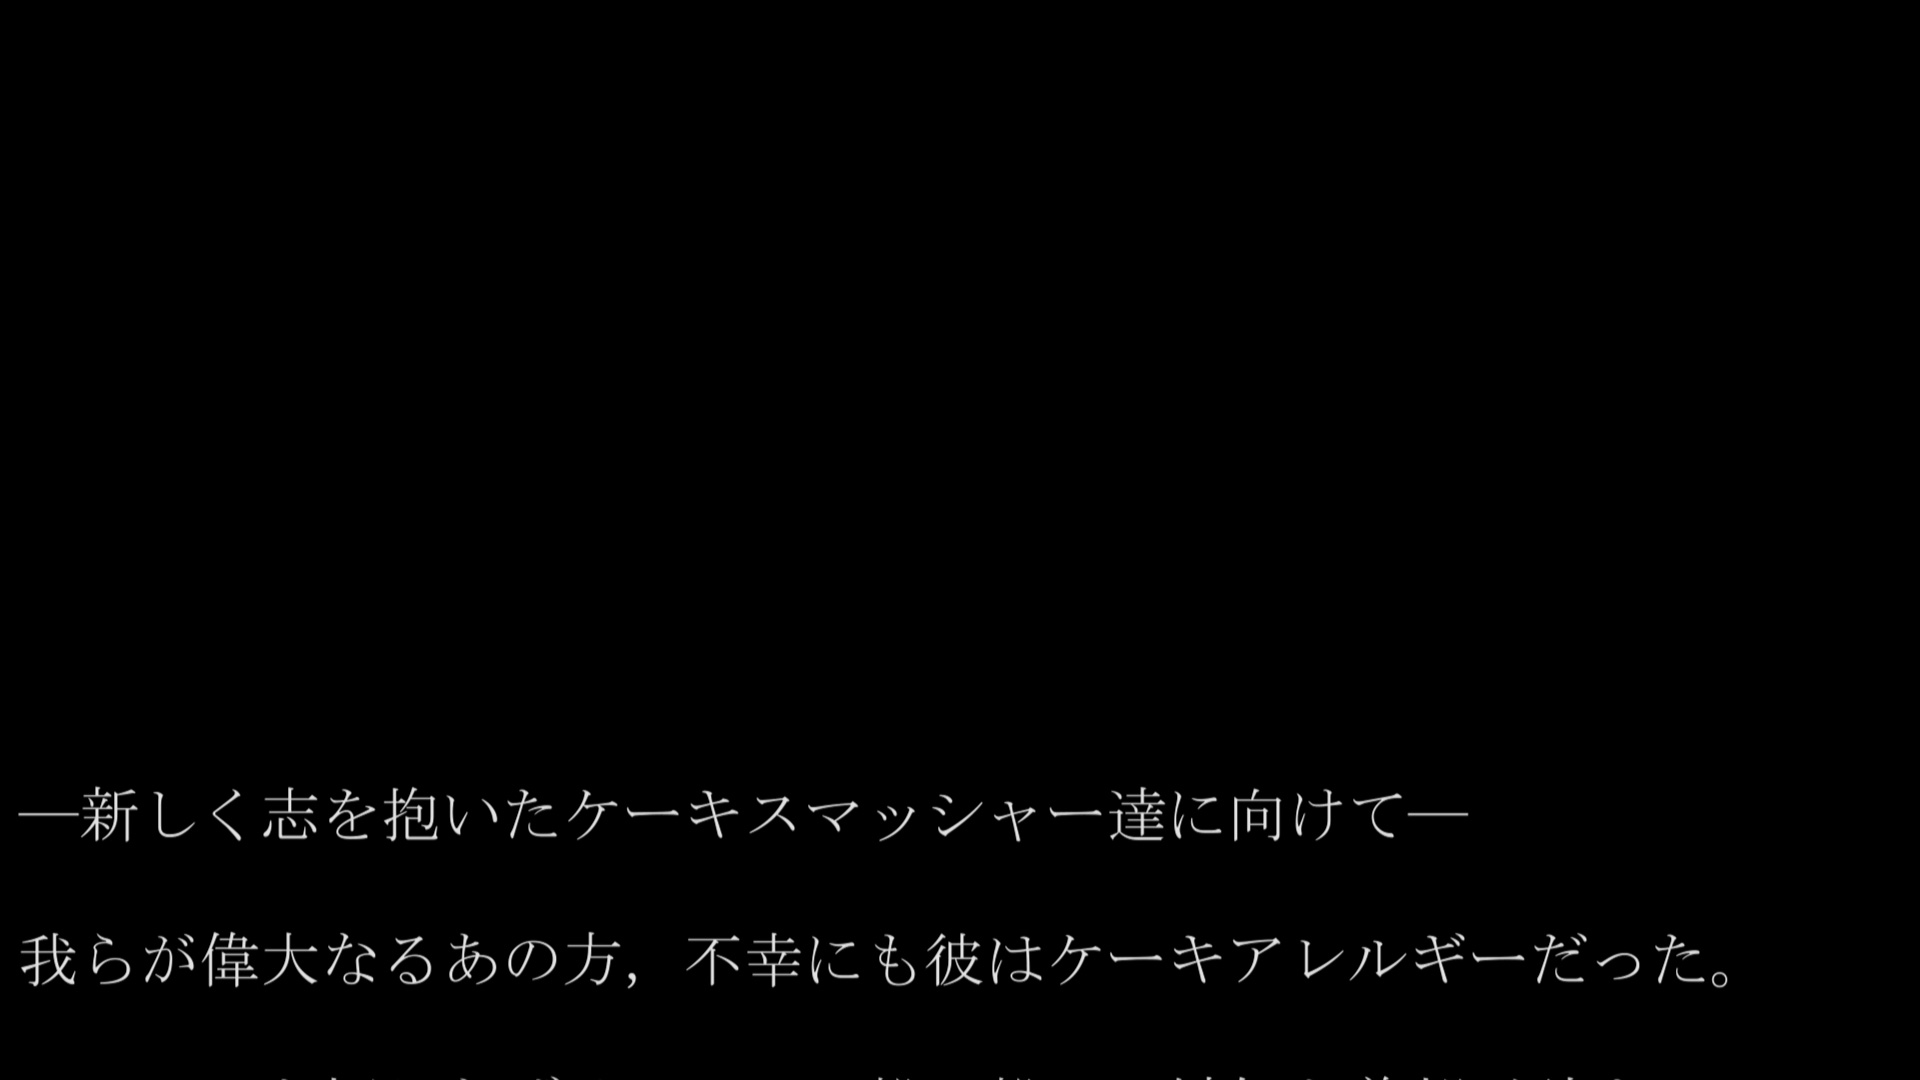 ―新しく志を抱いたケーキスマッシャー達に向けて―
我らが偉大なるあの方，不幸にも彼はケーキアレルギーだった。